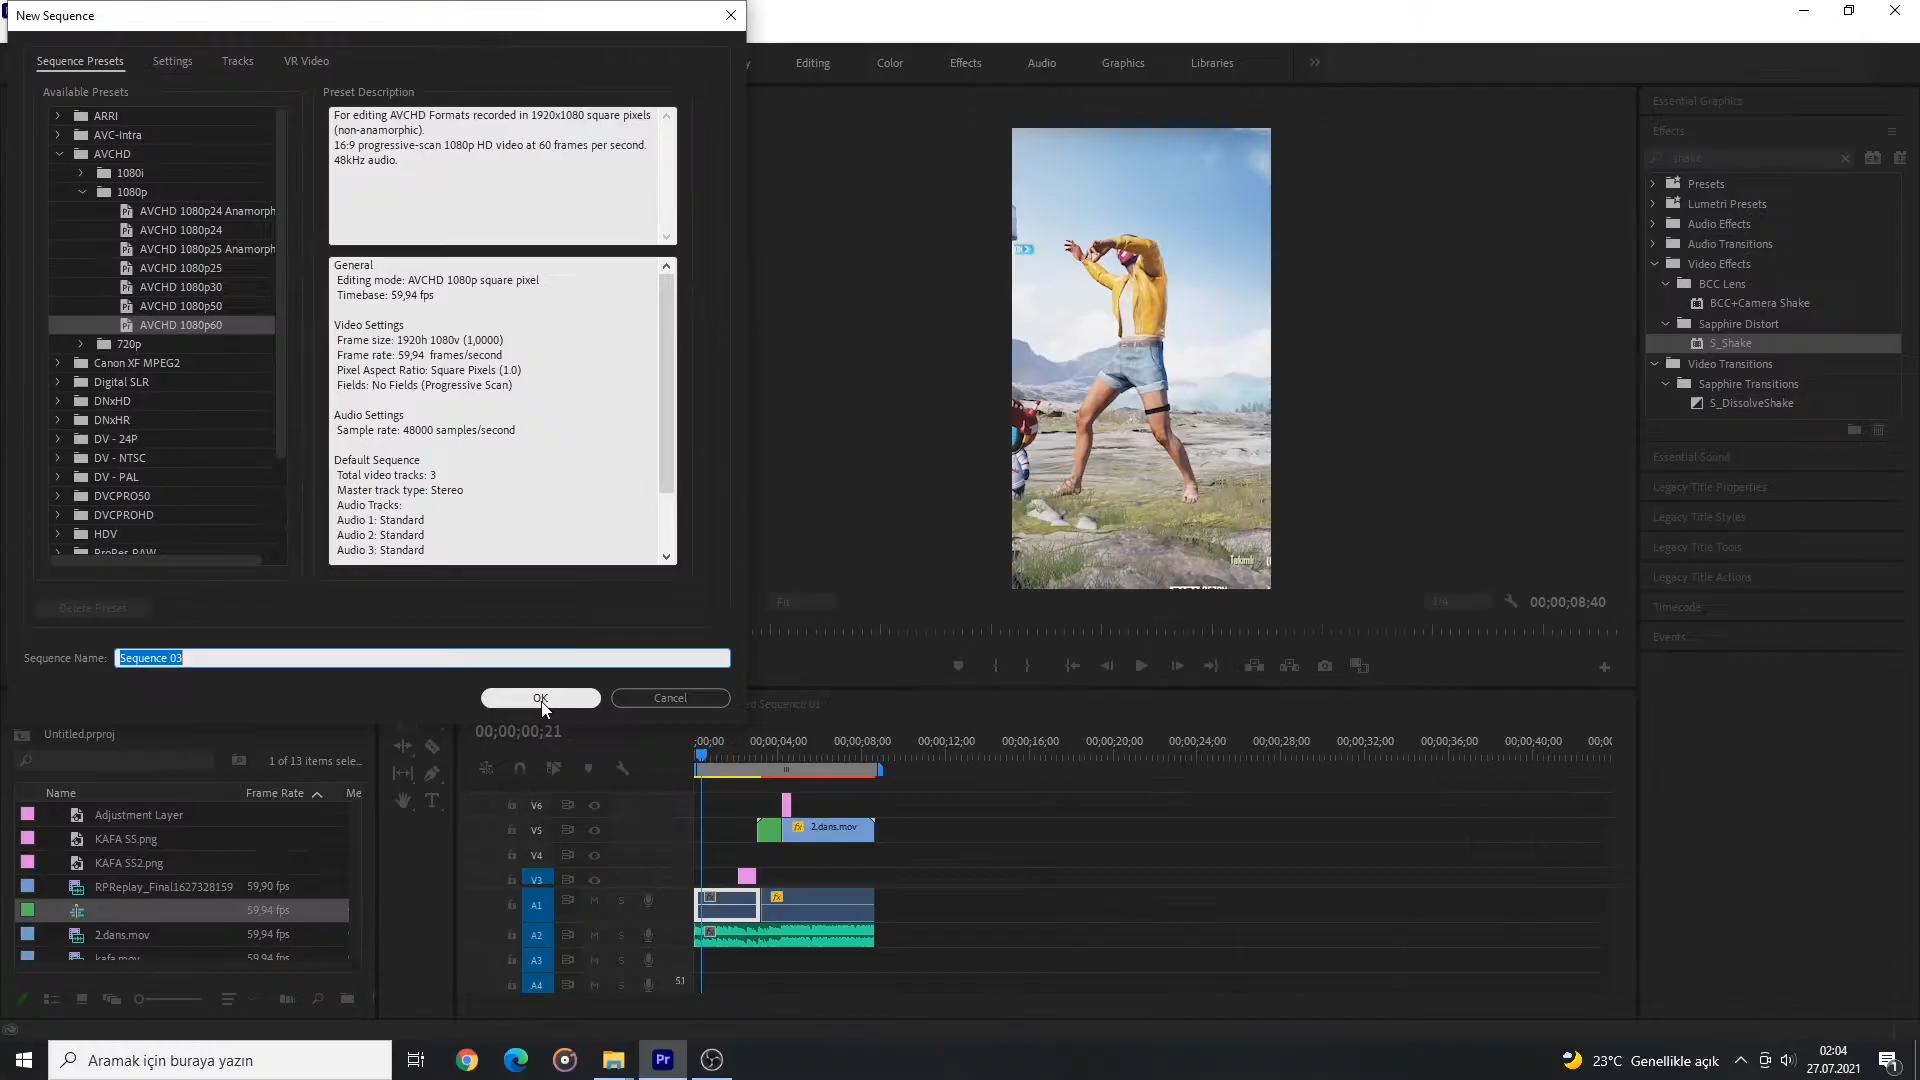 New Sequence
Sequence Presets
Settings
Tracks
VR Video
Available Presets
ARRI
AVC-Intra
AVCHD
1080i
1080p
AVCHD 1080p24 Anamorph
AVCHD 1080p24
AVCHD 1080p25 Anamorph
AVCHD 1080p25
AVCHD 1080p30
AVCHD 1080p50
AVCHD 1080p60
720p
Canon XF MPEG2
Digital SLR
DNxHD
DNxHR
DV - 24P
DV - NTSC
DV - PAL
DVCPRO50
DVCPROHD
HDV
ProRes RAW
Preset Description
For editing AVCHD Formats recorded in 1920x1080 square pixels
(non-anamorphic).
16:9 progressive-scan 1080p HD video at 60 frames per second.
48kHz audio.
General
Editing mode: AVCHD 1080p square pixel
Timebase: 59,94 fps
Video Settings
Frame size: 1920h 1080v (1,0000)
Frame rate: 59,94 frames/second
Pixel Aspect Ratio: Square Pixels (1.0)
Fields: No Fields (Progressive Scan)
Audio Settings
Sample rate: 48000 samples/second
Default Sequence
Total video tracks: 3
Master track type: Stereo
Audio Tracks:
Audio 1: Standard
Audio 2: Standard
Audio 3: Standard
Delete Preset
Sequence Name: Sequence 03
OK
Cancel
Editing
Color
Effects
Audio
Graphics
Libraries
Takımlı
Fit
1/4
00;00;08;40
Essential Graphics
Effects
shake
Presets
Lumetri Presets
Audio Effects
Audio Transitions
Video Effects
BCC Lens
BCC+Camera Shake
Sapphire Distort
S_Shake
Video Transitions
Sapphire Transitions
S_DissolveShake
Essential Sound
Legacy Title Properties
Legacy Title Styles
Legacy Title Tools
Legacy Title Actions
Timecode
Events
Untitled.prproj
1 of 13 items sele...
Name
Frame Rate
Me
Adjustment Layer
KAFA SS.png
KAFA SS2.png
RPReplay_Final1627328159
59,90 fps
59,94 fps
2.dans.mov
59,94 fps
kafa.mov
59,94 fps
ed Sequence 01
00;00;00;21
;00;00
00;00;04;00
00;00;08;00
00;00;12;00
00;00;16;00
00;00;20;00
00;00;24;00
00;00;28;00
00;00;32;00
00;00;36;00
00;00;40;00
00;0
V6
V5
fx 2.dans.mov
V4
V3
A1
M
S
fx
fx
A2
M
S
fx
A3
M
S
A4
M
S
5.1
Aramak için buraya yazın
Pr
23°C Genellikle açık
02:04
27.07.2021
1